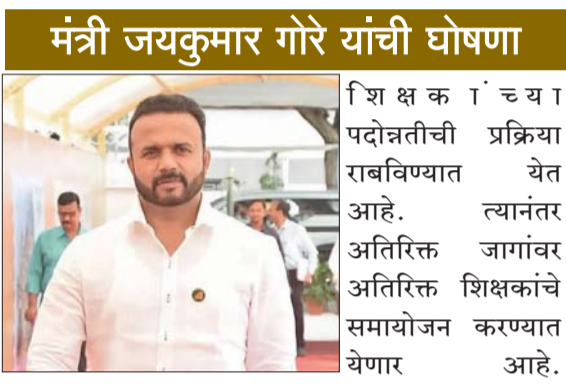 मंत्री जयकुमार गोरे यांची घोषणा
शिक्षकांच्या
पदोन्नतीची प्रक्रिया
राबविण्यात येत
आहे. त्यानंतर
अतिरिक्त जागांवर
अतिरिक्त शिक्षकांचे
समायोजन करण्यात
येणार आहे.